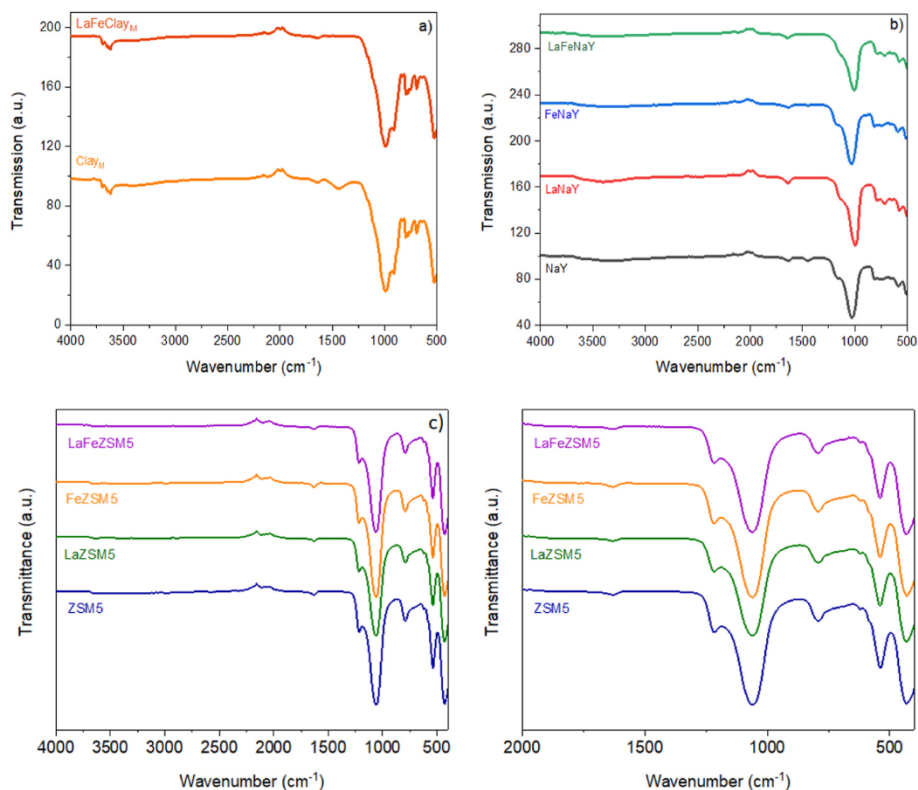 a)
LaFeClayM
ClayM
Transmission (a.u.)
200
160
120
80
40
0
4000 3500 3000 2500 2000 1500 1000 500
Wavenumber (cm-1)
b)
LaFeNaY
FeNaY
LaNaY
NaY
Transmission (a.u.)
280
240
200
160
120
80
40
4000 3500 3000 2500 2000 1500 1000 500
Wavenumber (cm-1)
c)
LaFeZSM5
FeZSM5
LaZSM5
ZSM5
Transmittance (a.u.)
4000 3500 3000 2500 2000 1500 1000 500
Wavenumber (cm-1)
LaFeZSM5
FeZSM5
LaZSM5
ZSM5
Transmittance (a.u.)
2000 1500 1000 500
Wavenumber (cm-1)